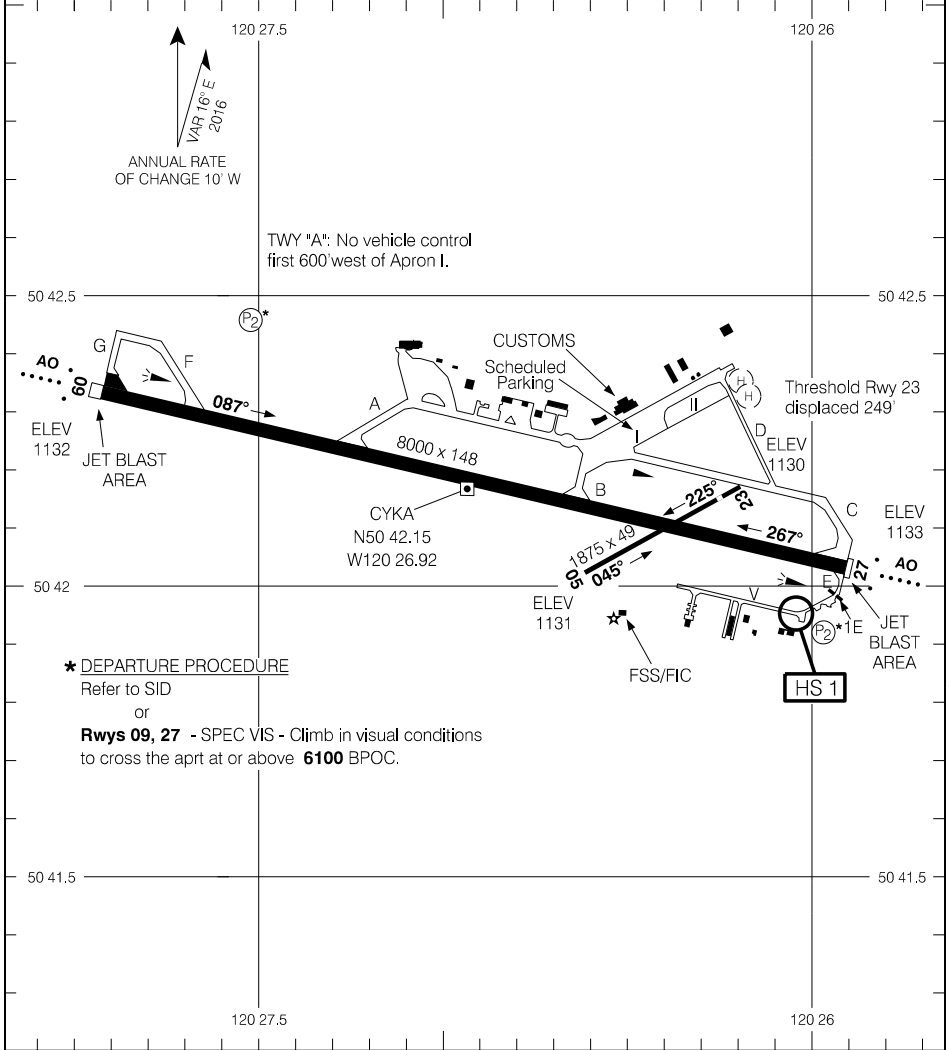 120 27.5
120 26
VAR 16° E
2016
ANNUAL RATE
OF CHANGE 10' W
TWY "A": No vehicle control
first 600'west of Apron I.
50 42.5
50 42.5
P2*
CUSTOMS
Scheduled
Parking
G
F
AO
09
087°
A
II
H
H
Threshold Rwy 23
displaced 249'
D
I
ELEV
1132
JET BLAST
AREA
8000 x 148
ELEV
1130
B
225°
23
C
CYKA
N50 42.15
W120 26.92
ELEV
1133
267°
1875 x 49
045°
05
27
AO
50 42
50 42
ELEV
1131
V
E
1E
P2*
JET
BLAST
AREA
FSS/FIC
HS 1
* DEPARTURE PROCEDURE
Refer to SID
or
Rwys 09, 27 - SPEC VIS - Climb in visual conditions
to cross the aprt at or above 6100 BPOC.
50 41.5
50 41.5
120 27.5
120 26